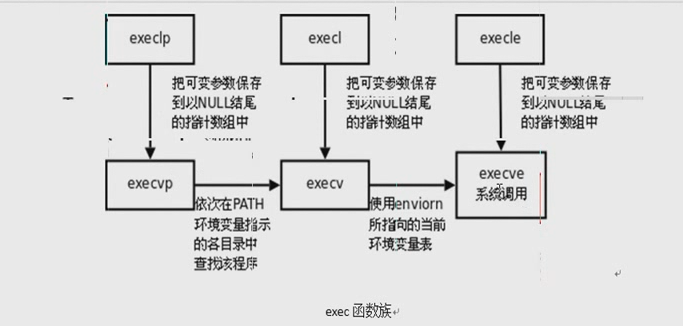 execlp
execl
execle
把可变参数保存
到以NULL结尾
的指针数组中
把可变参数保存
到以NULL结尾
的指针数组中
把可变参数保存
到以NULL结尾
的指针数组中
execvp
execv
execve
系统调用
依次在PATH
环境变量指示
的各目录中
查找该程序
使用enviorn
所指向的当前
环境变量表
exec 函数族